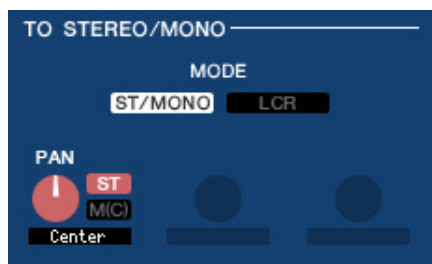 TO STEREO/MONO
MODE
ST/MONO LCR
PAN
ST
M(C)
Center